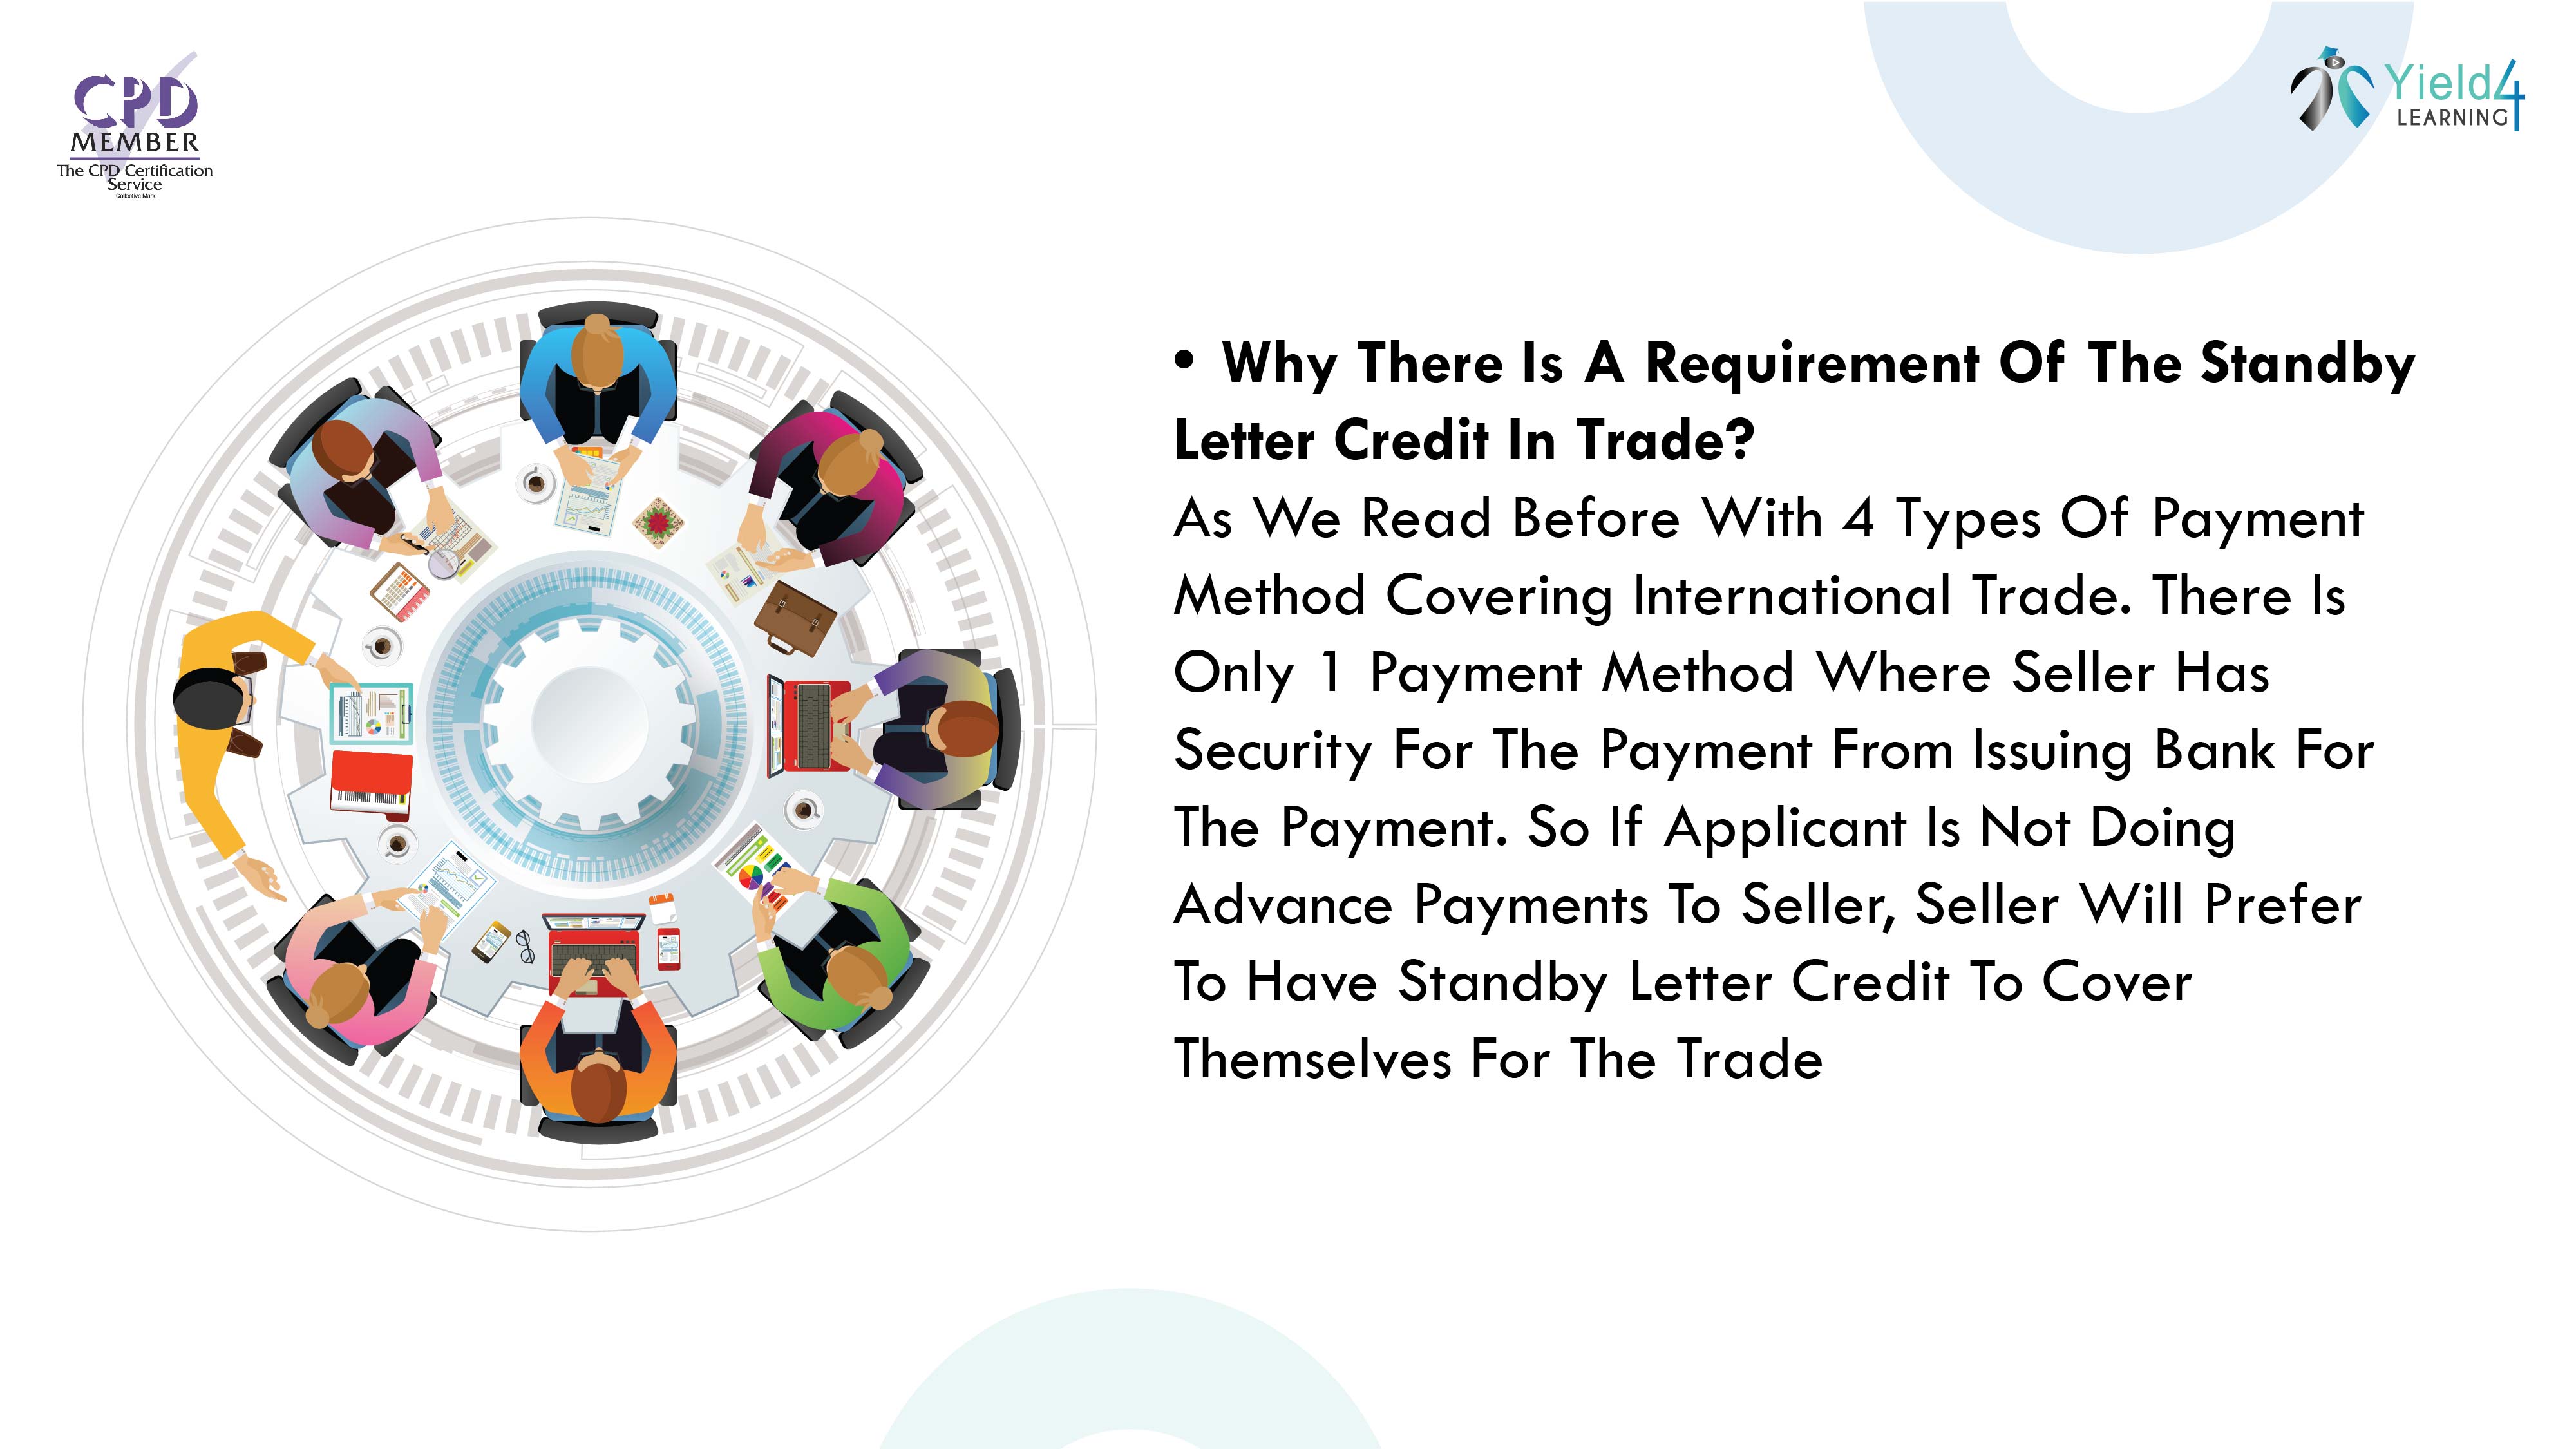 CPD
MEMBER
The CPD Certification
Service
Collective Mark
Yield4
LEARNING
• Why There Is A Requirement Of The Standby
Letter Credit In Trade?
As We Read Before With 4 Types Of Payment
Method Covering International Trade. There Is
Only 1 Payment Method Where Seller Has
Security For The Payment From Issuing Bank For
The Payment. So If Applicant Is Not Doing
Advance Payments To Seller, Seller Will Prefer
To Have Standby Letter Credit To Cover
Themselves For The Trade